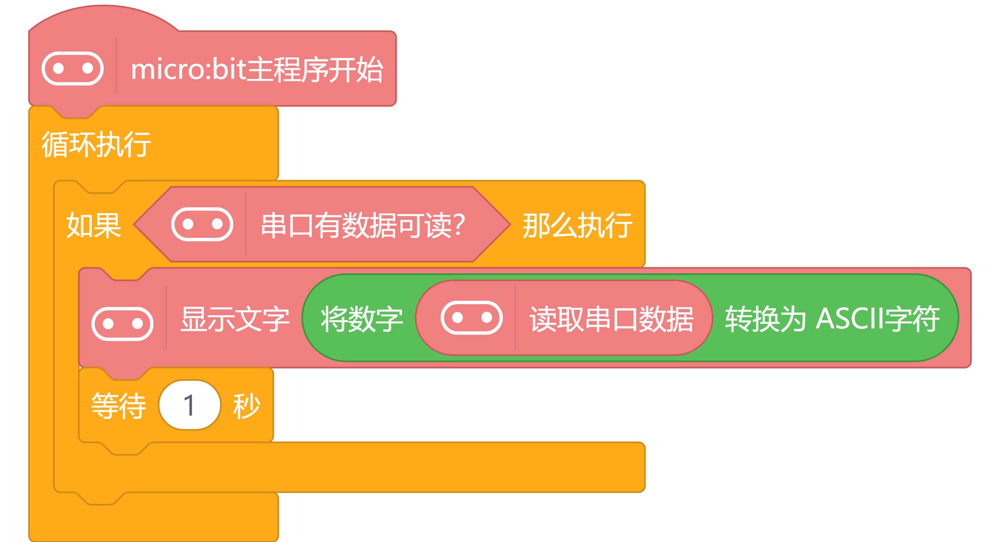 micro:bit主程序开始
循环执行
如果 串口有数据可读? 那么执行
显示文字 将数字 读取串口数据 转换为 ASCII字符
等待 1 秒